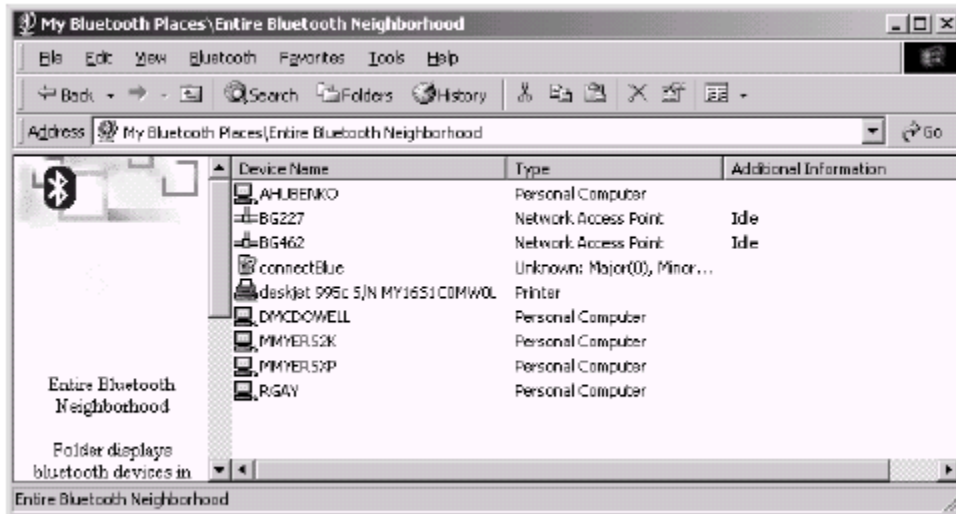 My Bluetooth Places\Entire Bluetooth Neighborhood
File Edit View Bluetooth Favorites Tools Help
Back Search Folders History
Address My Bluetooth Places\Entire Bluetooth Neighborhood Go
Device Name Type Additional Information
AHUBENKO Personal Computer
BG227 Network Access Point Idle
BG462 Network Access Point Idle
connectBlue Unknown: Major(0), Minor...
deskjet 995c S/N MY1651C0MW0L Printer
DMCDOWELL Personal Computer
MMYERS2K Personal Computer
MMYERSXP Personal Computer
RGAY Personal Computer
Entire Bluetooth
Neighborhood
Folder displays
bluetooth devices in
Entire Bluetooth Neighborhood